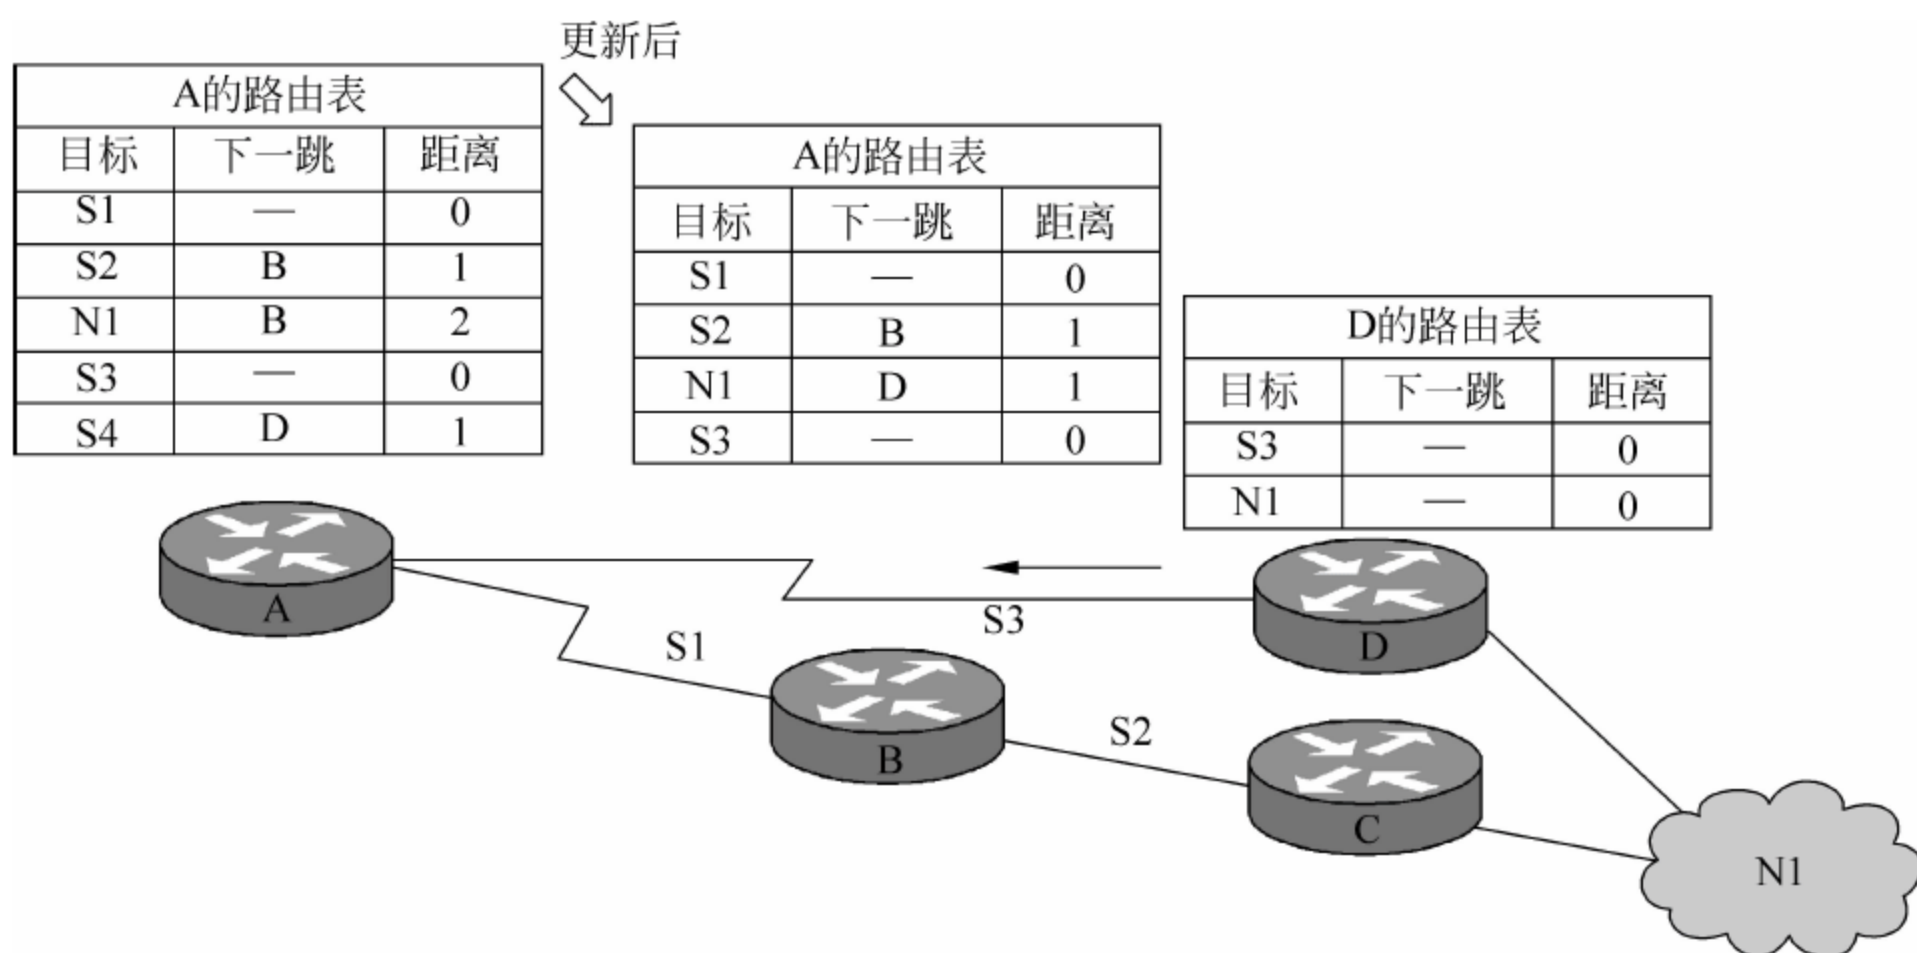 更新后
A的路由表
目标 下一跳 距离
S1 — 0
S2 B 1
N1 B 2
S3 — 0
S4 D 1
A的路由表
目标 下一跳 距离
S1 — 0
S2 B 1
N1 D 1
S3 — 0
D的路由表
目标 下一跳 距离
S3 — 0
N1 — 0
A
S3
D
S1
B
S2
C
N1